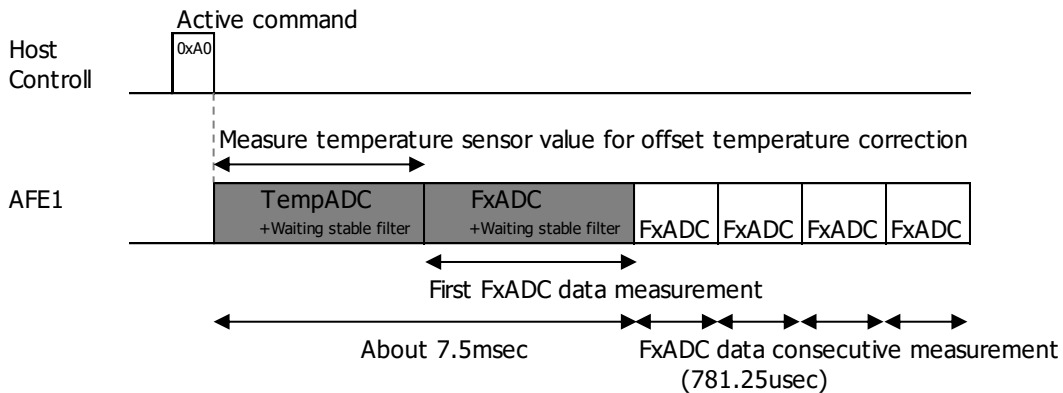 Active command
Host
Controll
0xA0
Measure temperature sensor value for offset temperature correction
AFE1
TempADC
+Waiting stable filter
FxADC
+Waiting stable filter
FxADC
FxADC
FxADC
FxADC
First FxADC data measurement
About 7.5msec
FxADC data consecutive measurement
(781.25usec)